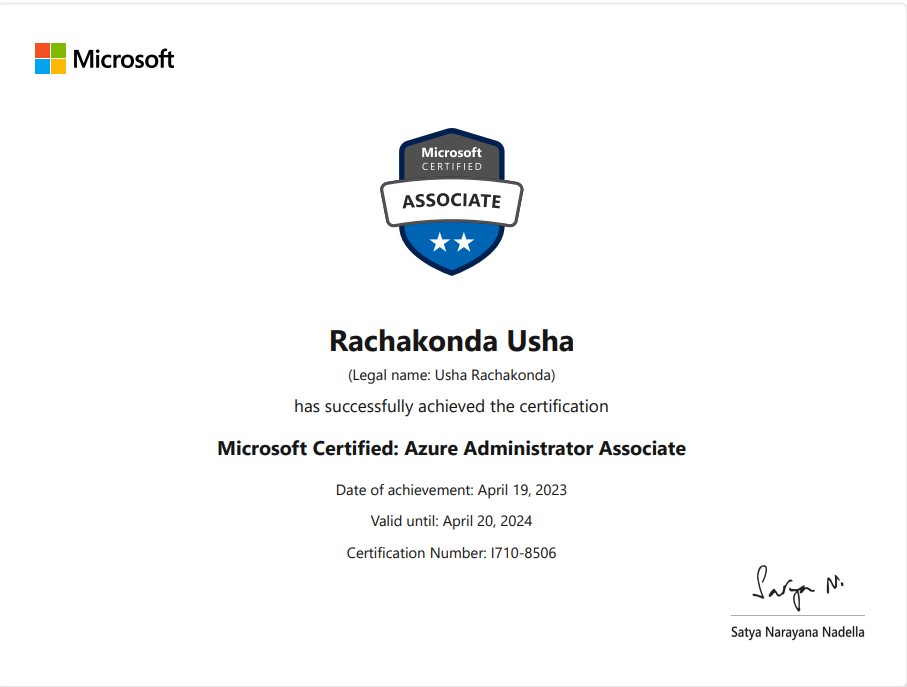 Microsoft
Microsoft
CERTIFIED
ASSOCIATE
Rachakonda Usha
(Legal name: Usha Rachakonda)
has successfully achieved the certification
Microsoft Certified: Azure Administrator Associate
Date of achievement: April 19, 2023
Valid until: April 20, 2024
Certification Number: I710-8506
Satya N.
Satya Narayana Nadella